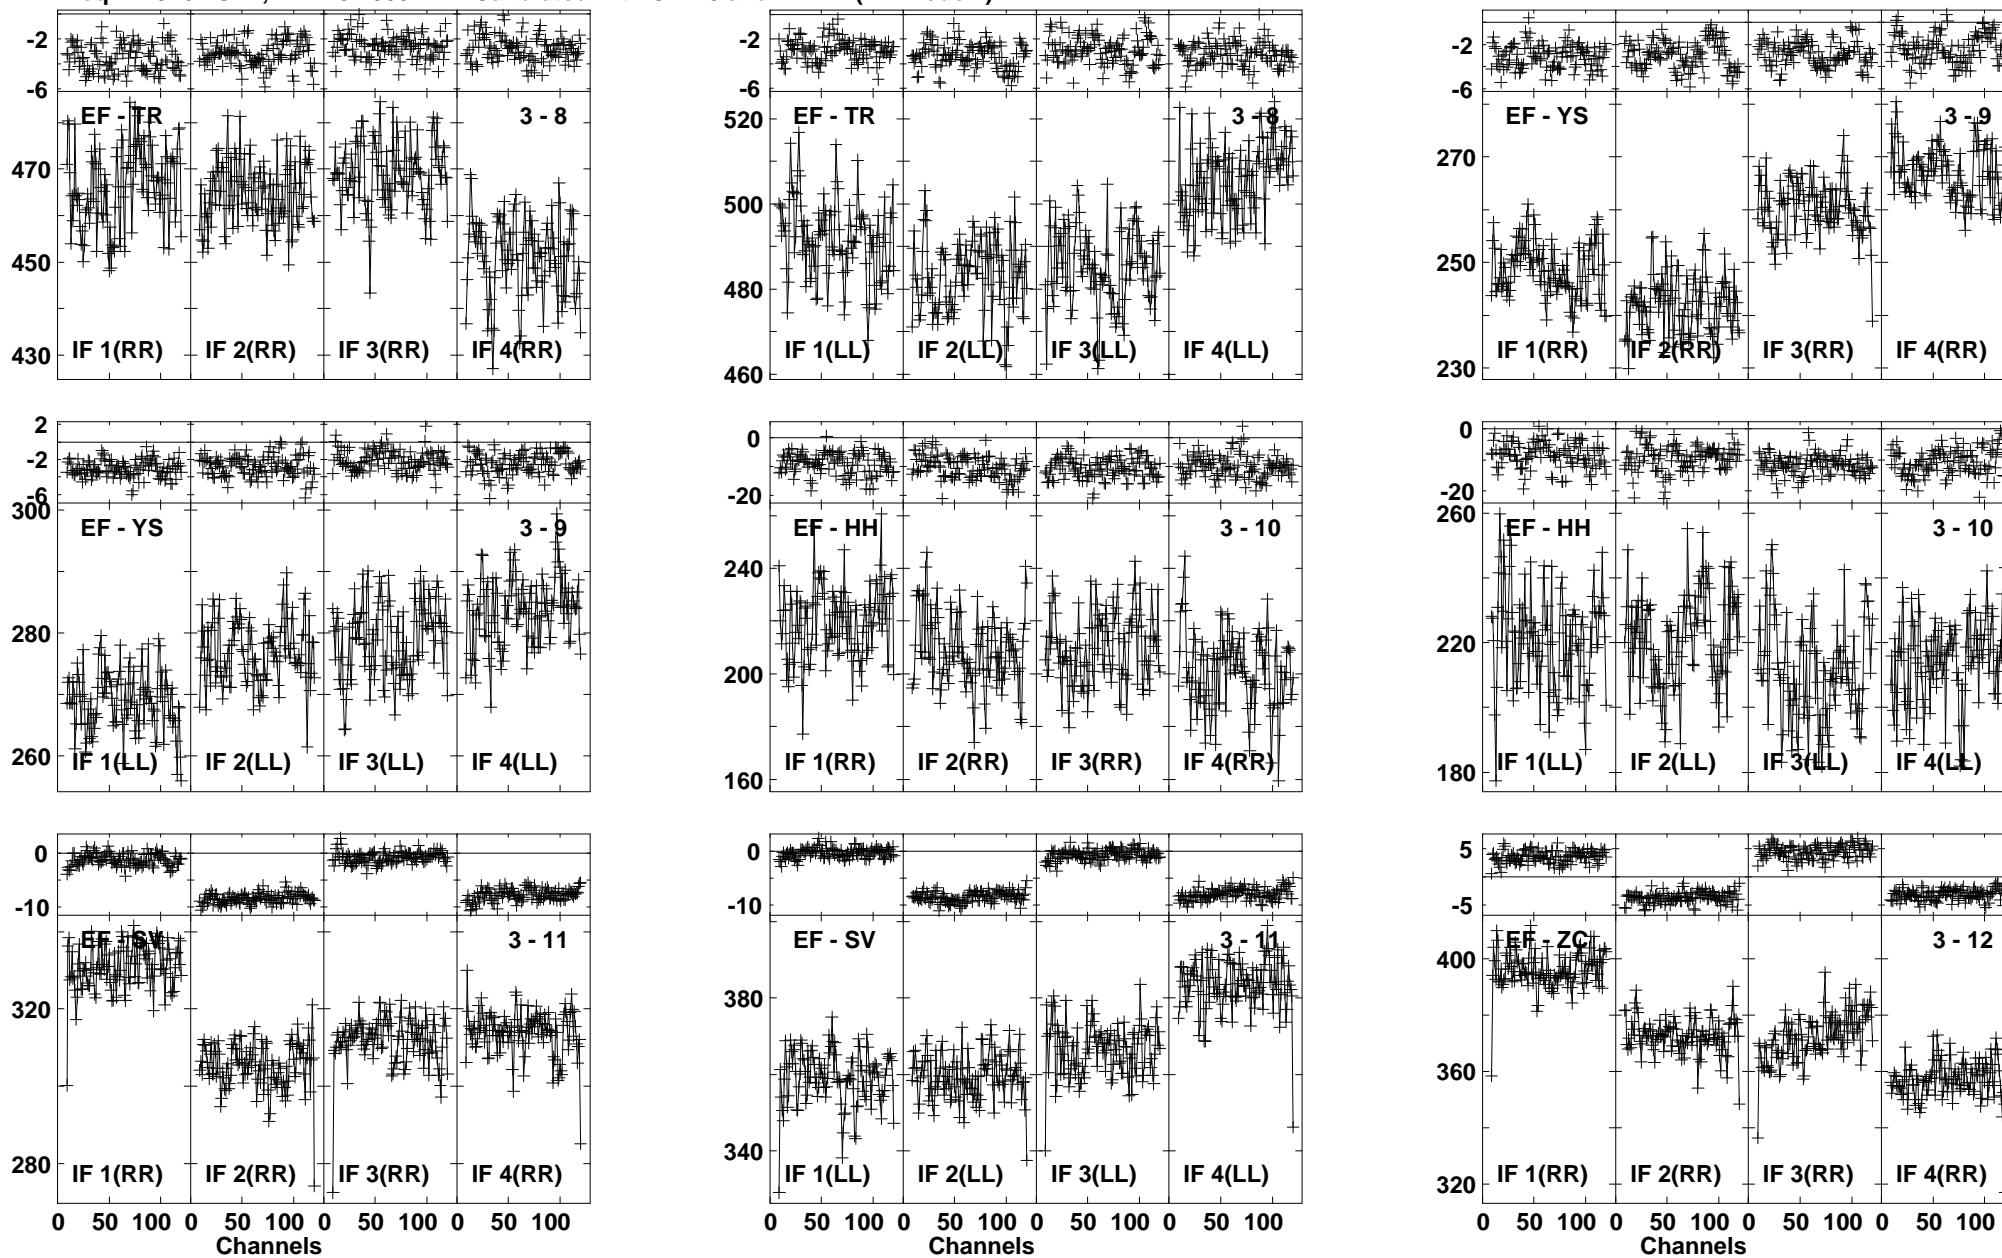 -2 -6
EF - TR 3 - 8
470 450 430
IF 1(RR) IF 2(RR) IF 3(RR) IF 4(RR)
-2 -6
EF - TR 3 - 8
520 500 480 460
IF 1(LL) IF 2(LL) IF 3(LL) IF 4(LL)
-2 -6
EF - YS 3 - 9
270 250 230
IF 1(RR) IF 2(RR) IF 3(RR) IF 4(RR)
2 -2 -6
EF - YS 3 - 9
300 280 260
IF 1(LL) IF 2(LL) IF 3(LL) IF 4(LL)
0 -20
EF - HH 3 - 10
240 200 160
IF 1(RR) IF 2(RR) IF 3(RR) IF 4(RR)
0 -20
EF - HH 3 - 10
260 220 180
IF 1(LL) IF 2(LL) IF 3(LL) IF 4(LL)
0 -10
EF - SV 3 - 11
320 280
IF 1(RR) IF 2(RR) IF 3(RR) IF 4(RR)
0 50 100 0 50 100 0 50 100 0 50 100
Channels
0 -10
EF - SV 3 - 11
380 340
IF 1(LL) IF 2(LL) IF 3(LL) IF 4(LL)
0 50 100 0 50 100 0 50 100 0 50 100
Channels
5 -5
EF - ZC 3 - 12
400 360 320
IF 1(RR) IF 2(RR) IF 3(RR) IF 4(RR)
0 50 100 0 50 100 0 50 100 0 50 100
Channels